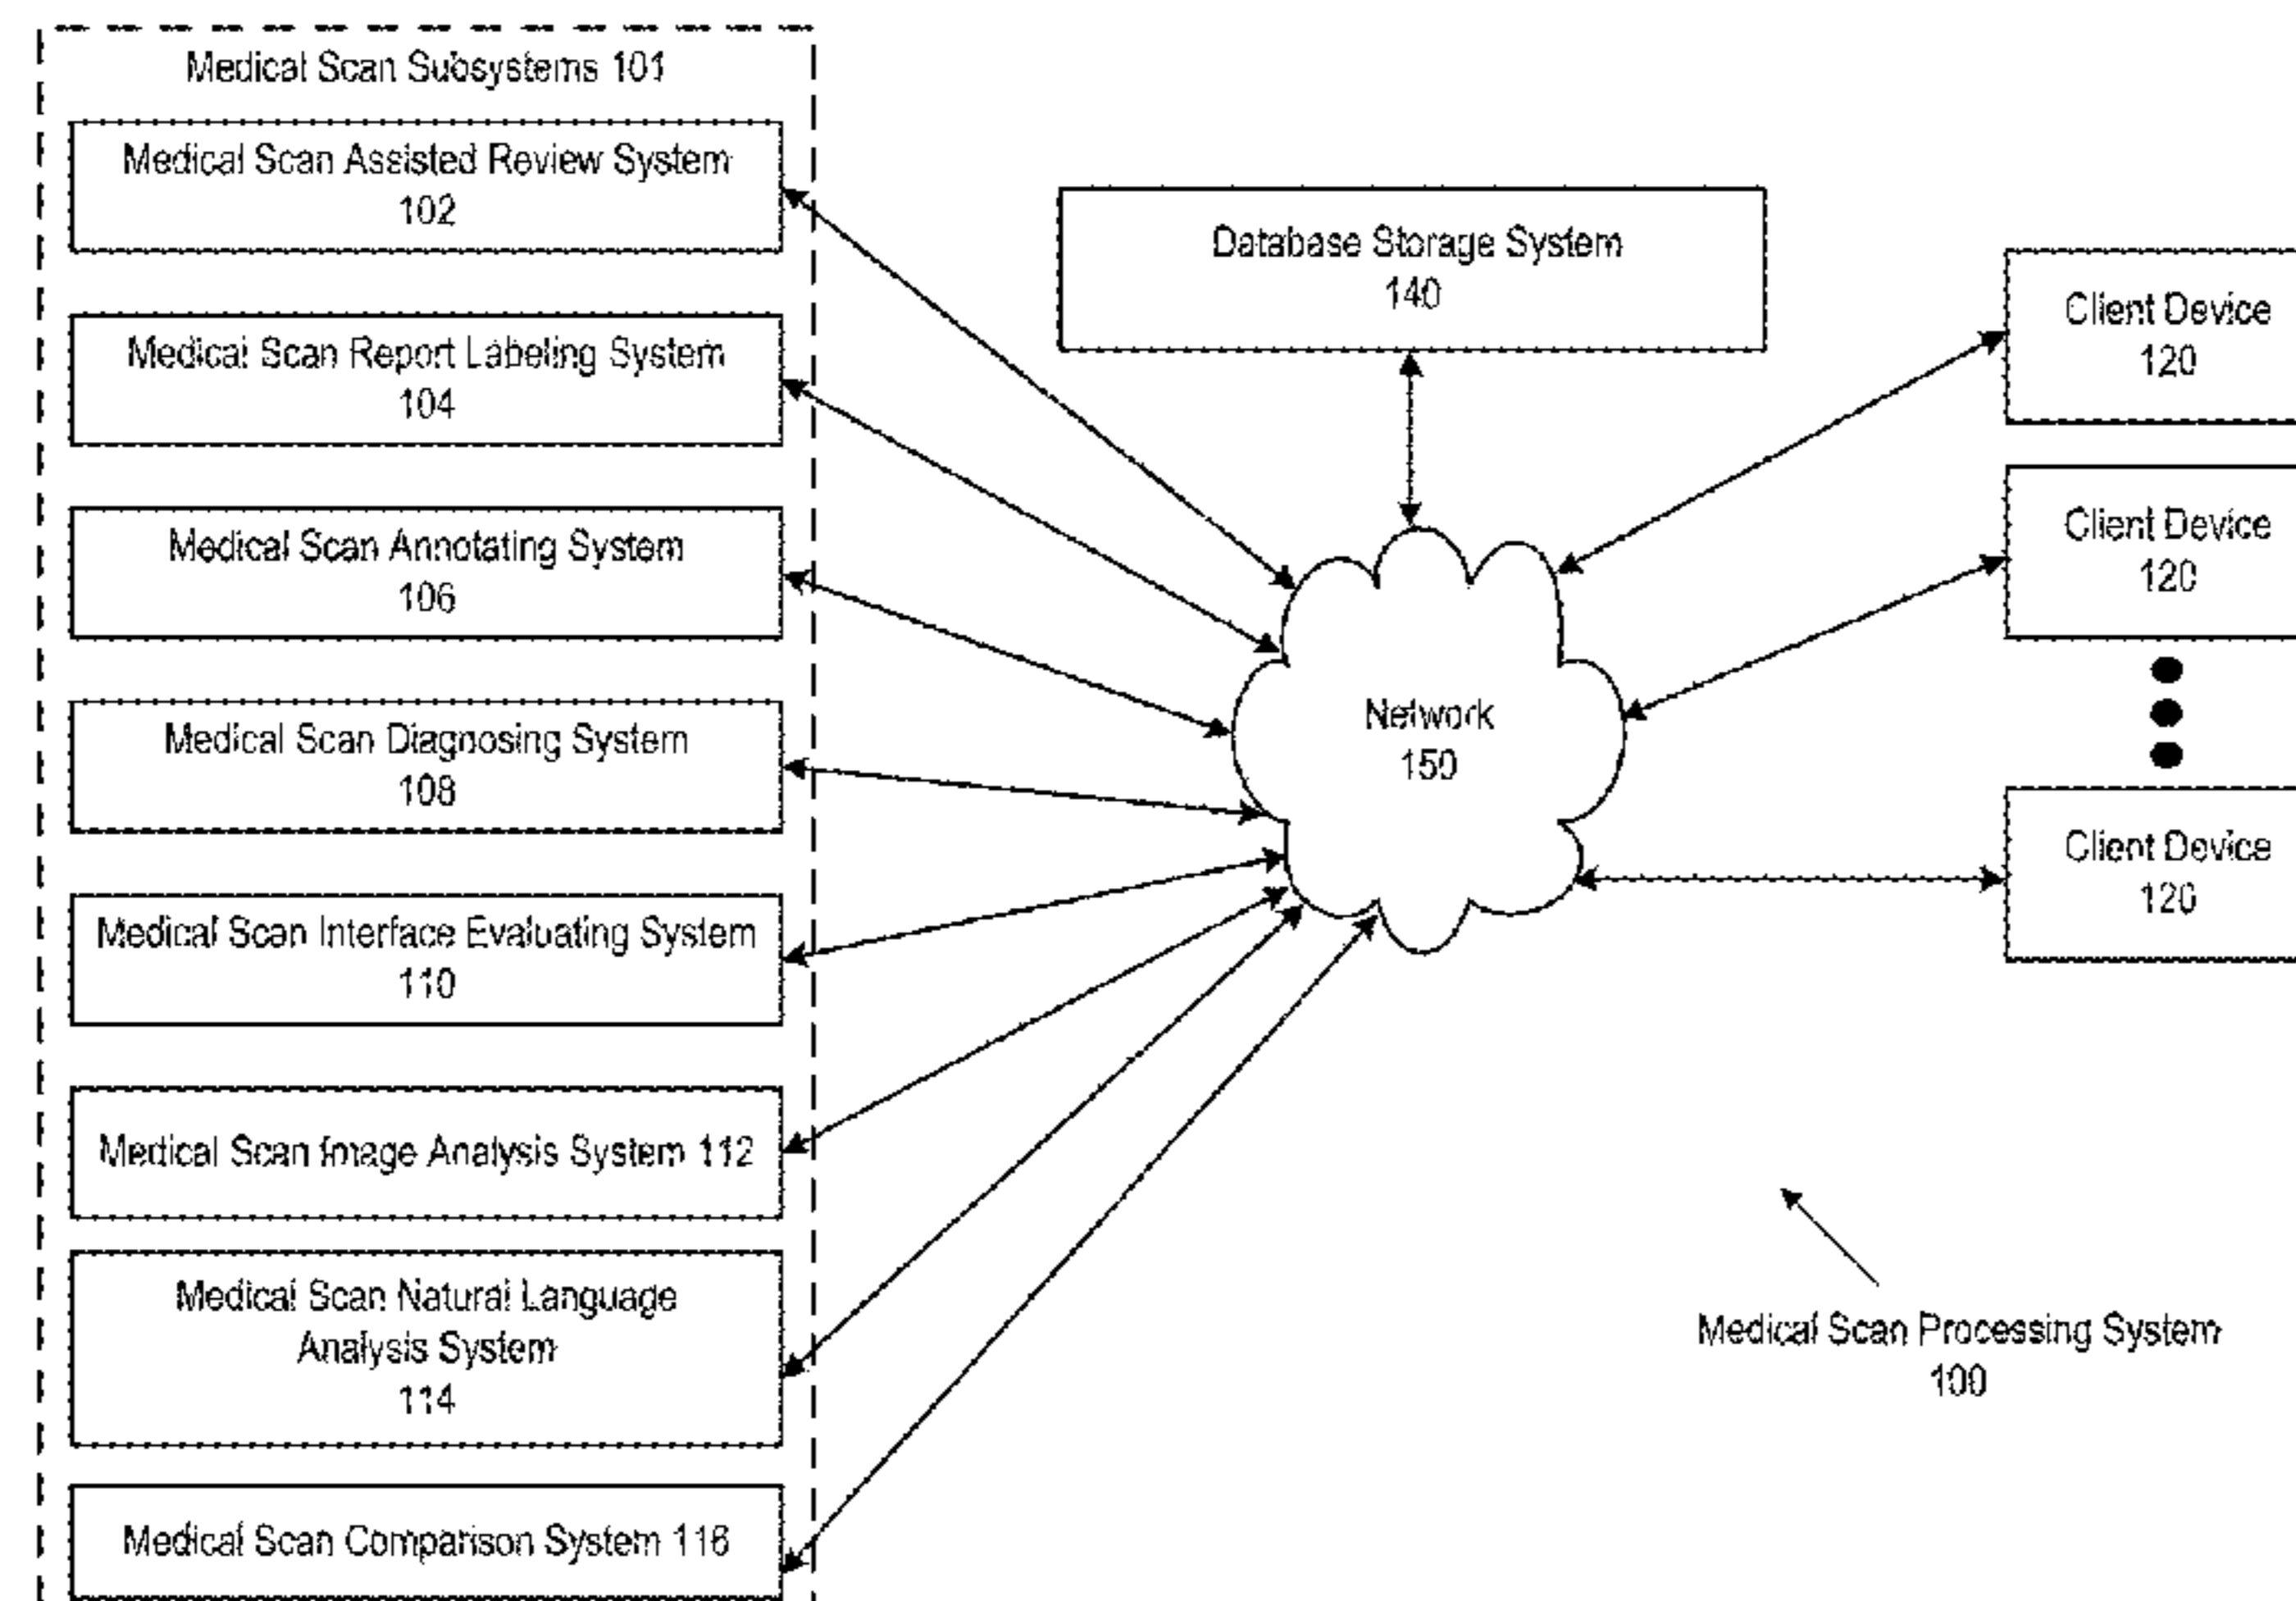 Medical Scan Subsystems 101
Medical Scan Assisted Review System
102
Medical Scan Report Labeling System
104
Medical Scan Annotating System
106
Medical Scan Diagnosing System
108
Medical Scan Interface Evaluating System
110
Medical Scan Image Analysis System 112
Medical Scan Natural Language
Analysis System
114
Medical Scan Comparison System 116
Database Storage System
140
Network
150
Client Device
120
Client Device
120
Client Device
120
Medical Scan Processing System
100